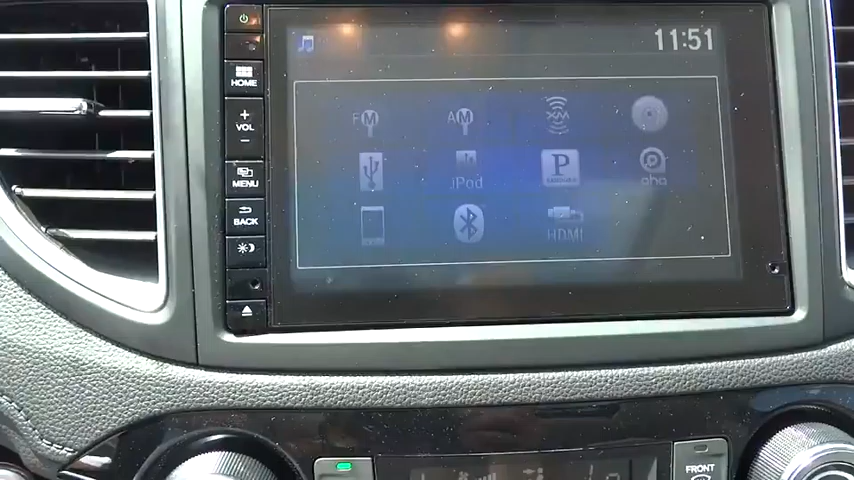 11:51
HOME
FM
AM
XM
+
VOL
−
MENU
iPod
P
PANDORA
aha
BACK
HDMI
FRONT